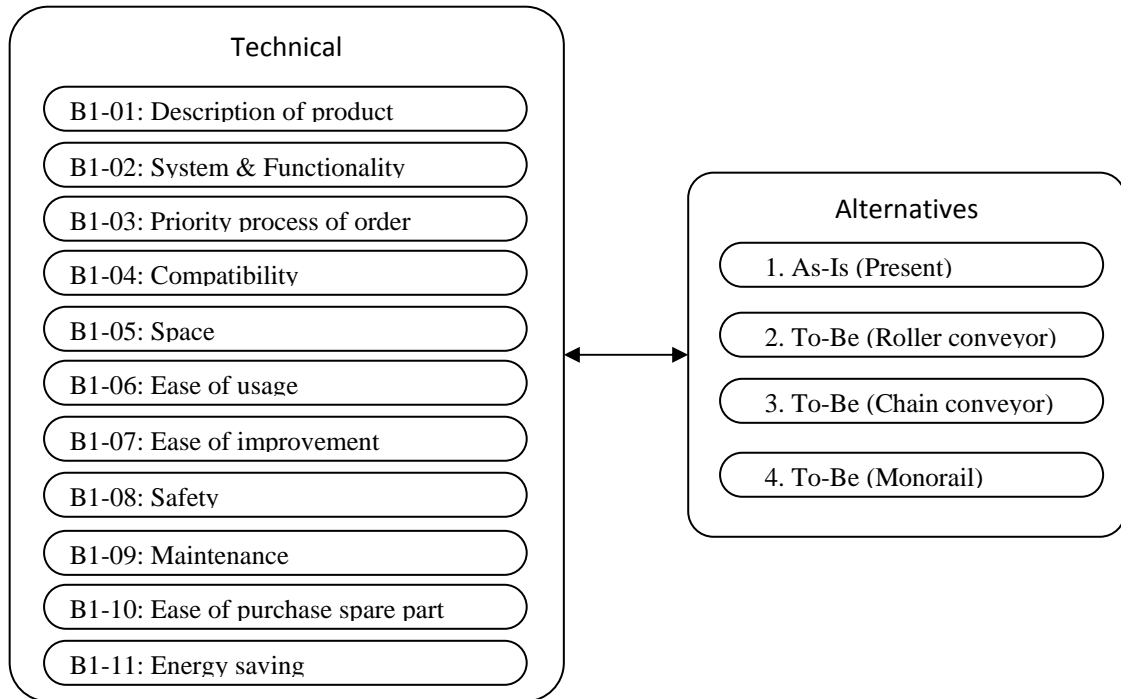 Technical
B1-01: Description of product
B1-02: System & Functionality
B1-03: Priority process of order
B1-04: Compatibility
B1-05: Space
B1-06: Ease of usage
B1-07: Ease of improvement
B1-08: Safety
B1-09: Maintenance
B1-10: Ease of purchase spare part
B1-11: Energy saving
Alternatives
1. As-Is (Present)
2. To-Be (Roller conveyor)
3. To-Be (Chain conveyor)
4. To-Be (Monorail)